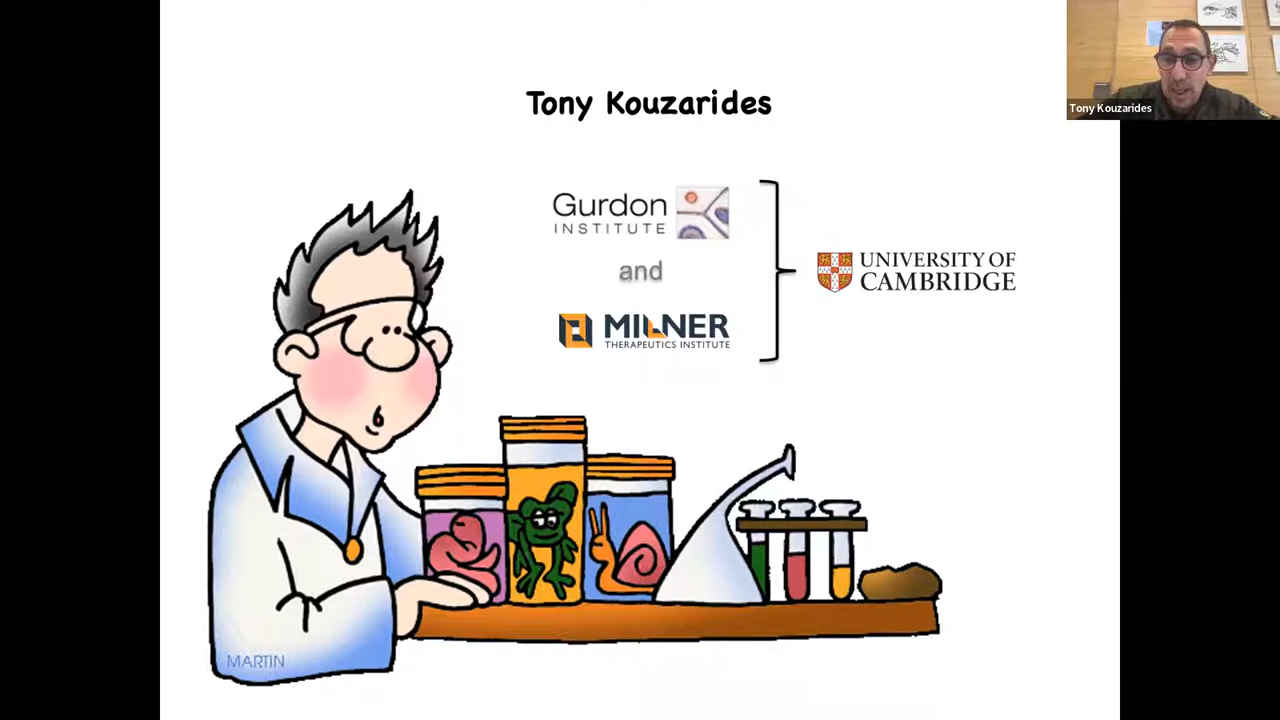 Tony Kouzarides
Tony Kouzarides
Gurdon
INSTITUTE
and
MILNER
THERAPEUTICS INSTITUTE
UNIVERSITY OF
CAMBRIDGE
MARTIN